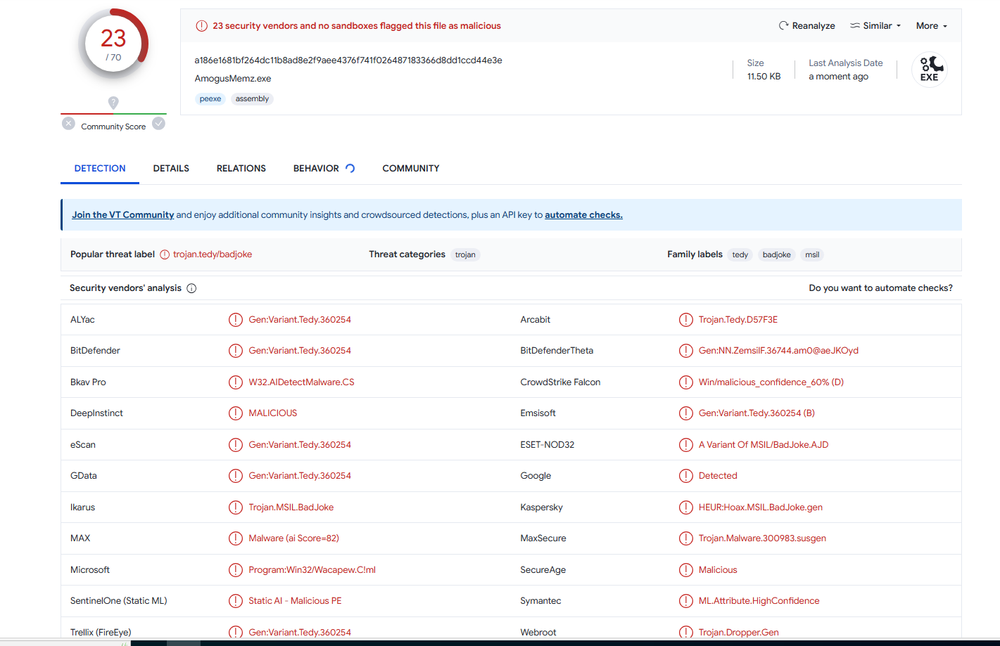 23
/ 70
Community Score
23 security vendors and no sandboxes flagged this file as malicious
Reanalyze
Similar
More
a186e1681bf264dc11b8ad8e2f9aee4376f741f026487183366d8dd1ccd44e3e
AmogusMemz.exe
peexe
assembly
Size
11.50 KB
Last Analysis Date
a moment ago
EXE
DETECTION
DETAILS
RELATIONS
BEHAVIOR
COMMUNITY
Join the VT Community and enjoy additional community insights and crowdsourced detections, plus an API key to automate checks.
Popular threat label trojan.tedy/badjoke
Threat categories trojan
Family labels tedy badjoke msil
Security vendors' analysis
Do you want to automate checks?
ALYac Gen:Variant.Tedy.360254 Arcabit Trojan.Tedy.D57F3E
BitDefender Gen:Variant.Tedy.360254 BitDefenderTheta Gen:NN.ZemsilF.36744.am0@aeJKOyd
Bkav Pro W32.AIDetectMalware.CS CrowdStrike Falcon Win/malicious_confidence_60% (D)
DeepInstinct MALICIOUS Emsisoft Gen:Variant.Tedy.360254 (B)
eScan Gen:Variant.Tedy.360254 ESET-NOD32 A Variant Of MSIL/BadJoke.AJD
GData Gen:Variant.Tedy.360254 Google Detected
Ikarus Trojan.MSIL.BadJoke Kaspersky HEUR:Hoax.MSIL.BadJoke.gen
MAX Malware (ai Score=82) MaxSecure Trojan.Malware.300983.susgen
Microsoft Program:Win32/Wacapew.C!ml SecureAge Malicious
SentinelOne (Static ML) Static AI - Malicious PE Symantec ML.Attribute.HighConfidence
Trellix (FireEye) Gen:Variant.Tedy.360254 Webroot Trojan.Dropper.Gen